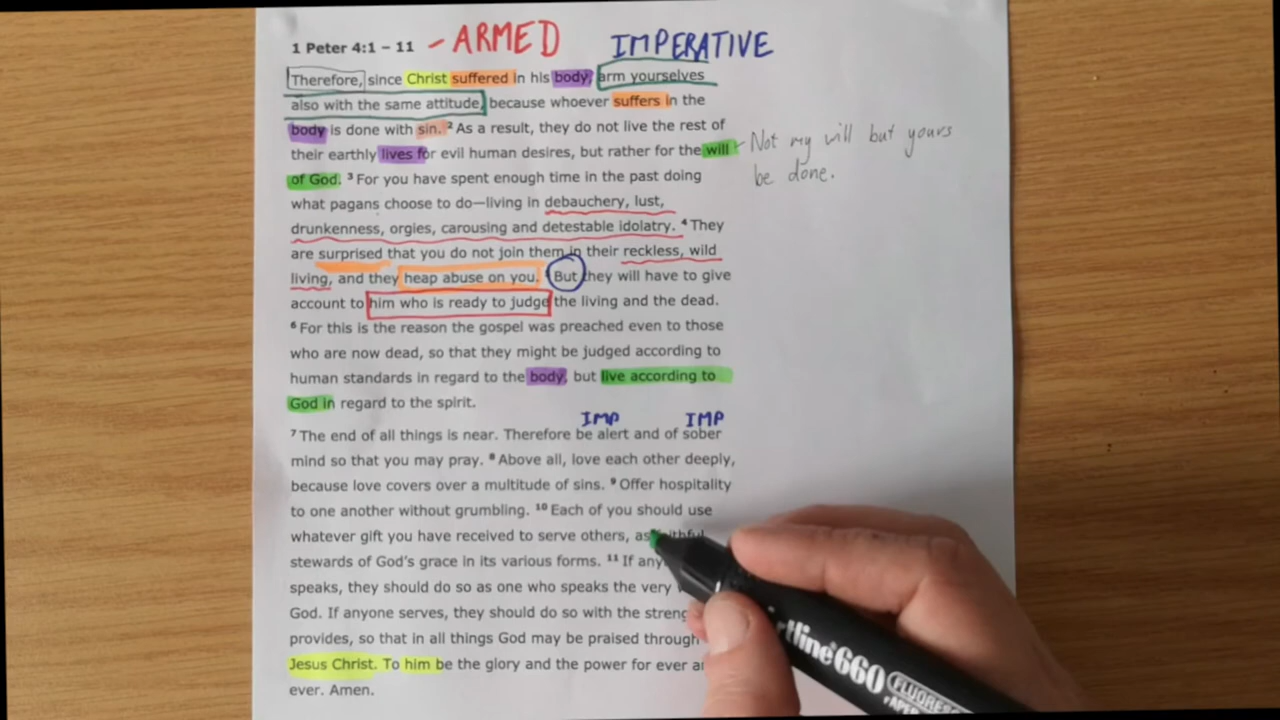 1 Peter 4:1 – 11 - ARMED IMPERATIVE
Therefore, since Christ suffered in his body, arm yourselves
also with the same attitude, because whoever suffers in the
body is done with sin. ² As a result, they do not live the rest of
their earthly lives for evil human desires, but rather for the will - Not my will but yours
be done.
of God. ³ For you have spent enough time in the past doing
what pagans choose to do—living in debauchery, lust,
drunkenness, orgies, carousing and detestable idolatry. ⁴ They
are surprised that you do not join them in their reckless, wild
living, and they heap abuse on you. But they will have to give
account to him who is ready to judge the living and the dead.
⁶ For this is the reason the gospel was preached even to those
who are now dead, so that they might be judged according to
human standards in regard to the body, but live according to
God in regard to the spirit.
IMP IMP
⁷ The end of all things is near. Therefore be alert and of sober
mind so that you may pray. ⁸ Above all, love each other deeply,
because love covers over a multitude of sins. ⁹ Offer hospitality
to one another without grumbling. ¹⁰ Each of you should use
whatever gift you have received to serve others, as
stewards of God's grace in its various forms. ¹¹ If
speaks, they should do so as one who speaks the very
God. If anyone serves, they should do so with the
provides, so that in all things God may be praised through
Jesus Christ. To him be the glory and the power for ever
ever. Amen.
artline 660